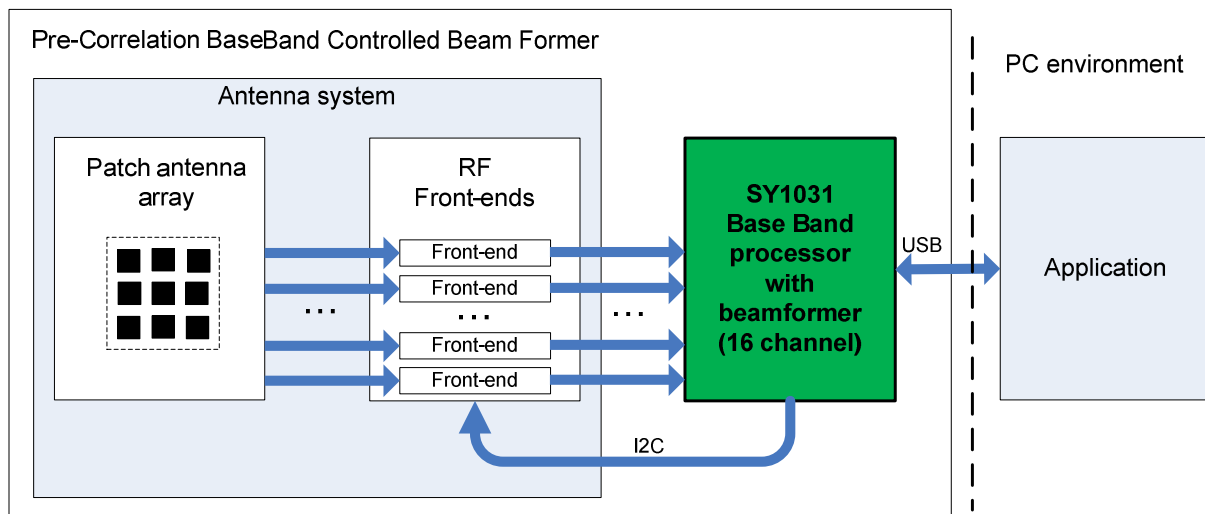 Pre-Correlation BaseBand Controlled Beam Former
Antenna system
Patch antenna
array
RF
Front-ends
Front-end
Front-end
...
...
...
Front-end
Front-end
SY1031
Base Band
processor
with
beamformer
(16 channel)
I2C
USB
PC environment
Application